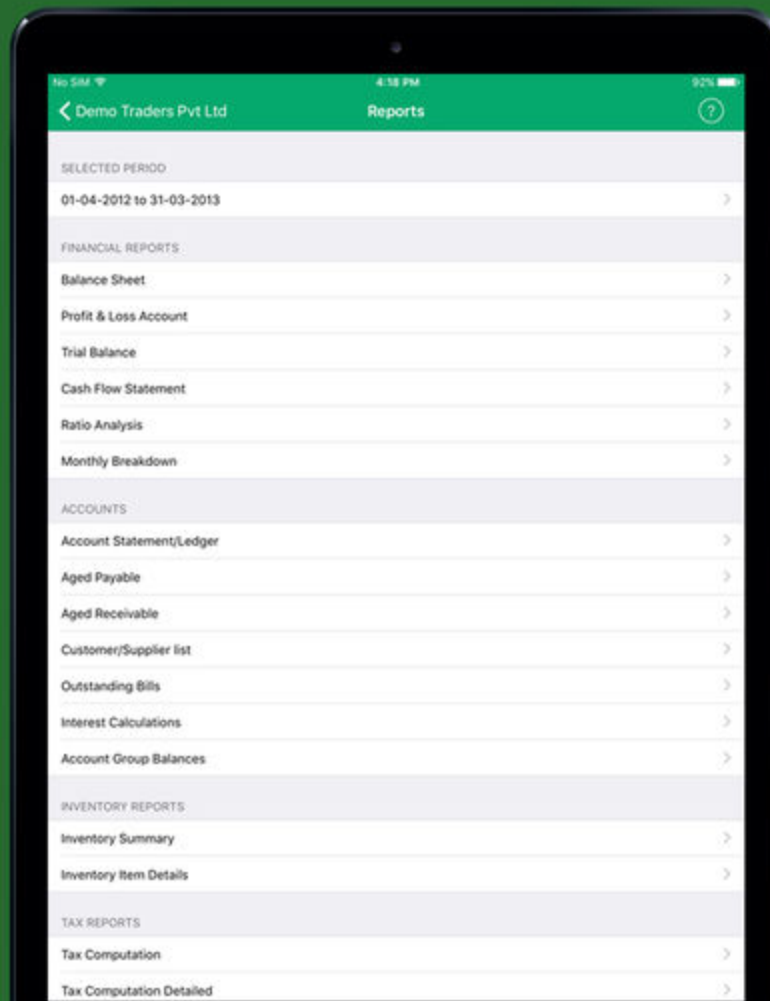 No SIM 4:18 PM 92%
Demo Traders Pvt Ltd Reports ?
SELECTED PERIOD
01-04-2012 to 31-03-2013
FINANCIAL REPORTS
Balance Sheet
Profit & Loss Account
Trial Balance
Cash Flow Statement
Ratio Analysis
Monthly Breakdown
ACCOUNTS
Account Statement/Ledger
Aged Payable
Aged Receivable
Customer/Supplier list
Outstanding Bills
Interest Calculations
Account Group Balances
INVENTORY REPORTS
Inventory Summary
Inventory Item Details
TAX REPORTS
Tax Computation
Tax Computation Detailed